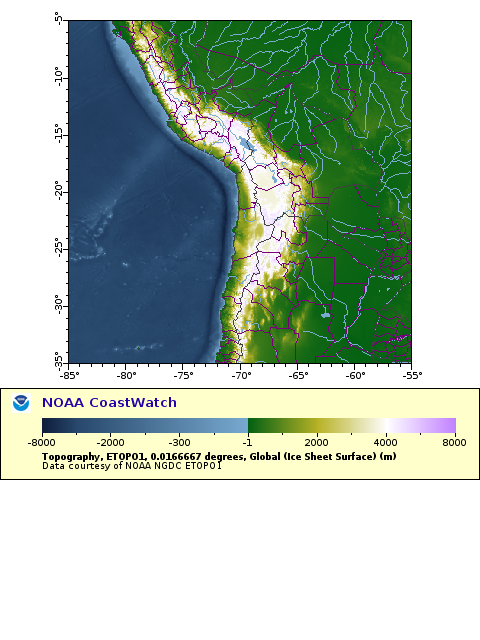 -5°
-10°
-15°
-20°
-25°
-30°
-35°
-85° -80° -75° -70° -65° -60° -55°
NOAA CoastWatch
-8000 -2000 -300 -1 2000 4000 8000
Topography, ETOPO1, 0.0166667 degrees, Global (Ice Sheet Surface) (m)
Data courtesy of NOAA NGDC ETOPO1